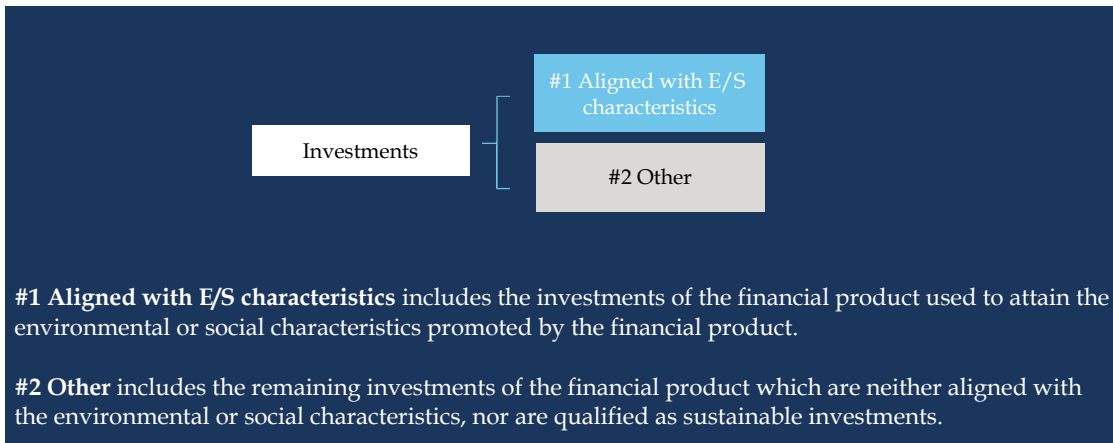 #1 Aligned with E/S
characteristics
Investments
#2 Other
#1 Aligned with E/S characteristics includes the investments of the financial product used to attain the
environmental or social characteristics promoted by the financial product.
#2 Other includes the remaining investments of the financial product which are neither aligned with
the environmental or social characteristics, nor are qualified as sustainable investments.